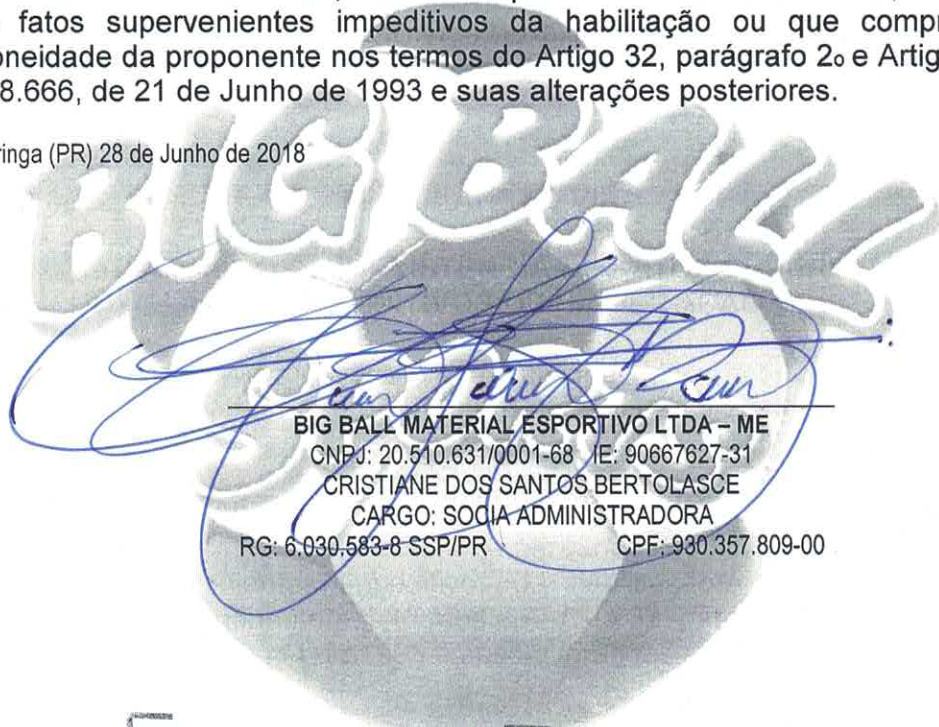 fatos supervenientes impeditivos da habilitação ou que compr
oneidade da proponente nos termos do Artigo 32, parágrafo 2o e Artig
8.666, de 21 de Junho de 1993 e suas alterações posteriores.
ringa (PR) 28 de Junho de 2018
BIG BALL
Sports
BIG BALL MATERIAL ESPORTIVO LTDA – ME
CNPJ: 20.510.631/0001-68 IE: 90667627-31
CRISTIANE DOS SANTOS BERTOLASCE
CARGO: SOCIA ADMINISTRADORA
RG: 6.030.583-8 SSP/PR CPF: 930.357.809-00